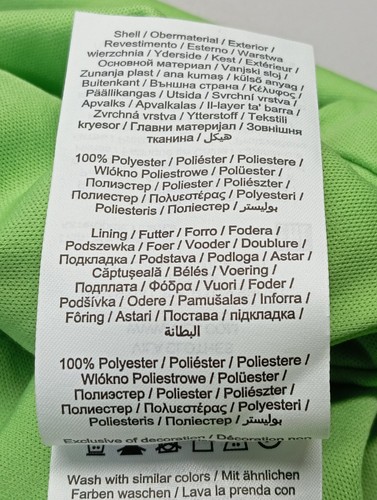 Shell / Obermaterial / Exterior /
Revestimento / Esterno / Warstwa
wierzchnia / Yderside / Kest / Extérieur /
Основной материал / Vanjski sloj /
Zunanja plast / ana kumaş / külső anyag /
Buitenkant / Външна страна / Κέλυφος /
Päällikangas / Utsida / Svrchní vrstva /
Apvalks / Apvalkalas / Il-layer ta' barra /
Zvrchná vrstva / Ytterstoff / Tekstili
kryesor / Главни материјал / Зовнішня
тканина / هيكل /
100% Polyester / Poliéster / Poliestere /
Włókno Poliestrowe / Polüester /
Полиэстер / Poliester / Poliészter /
Полиестер / Πολυεστέρας / Polyesteri /
Poliesteris / Поліестер / بوليستر /
Lining / Futter / Forro / Fodera /
Podszewka / Foer / Vooder / Doublure /
Подкладка / Podstava / Podloga / Astar /
Căptușeală / Bélés / Voering /
Подплата / Φόδρα / Vuori / Foder /
Podšívka / Odere / Pamušalas / Inforra /
Fôring / Astari / Постава / підкладка /
البطانة /
100% Polyester / Poliéster / Poliestere /
Włókno Poliestrowe / Polüester /
Полиэстер / Poliester / Poliészter /
Полиестер / Πολυεστέρας / Polyesteri /
Poliesteris / Поліестер / بوليستر /
Exclusive of decoration / Décoration non
Wash with similar colors / Mit ähnlichen
Farben waschen / Lava la prenda con